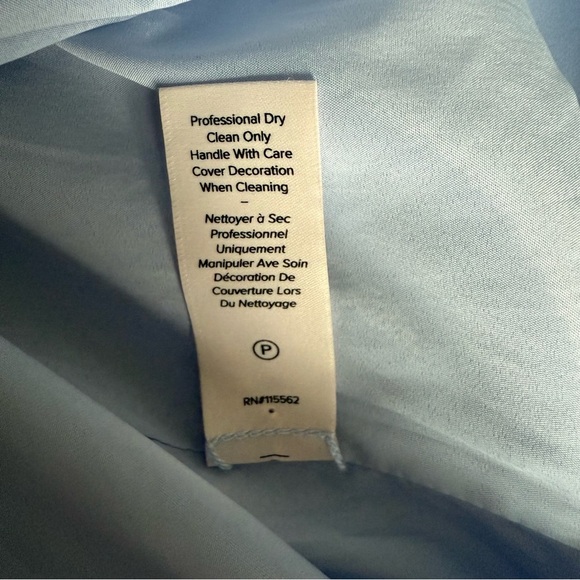 Professional Dry
Clean Only
Handle With Care
Cover Decoration
When Cleaning
–
Nettoyer à Sec
Professionnel
Uniquement
Manipuler Ave Soin
Décoration De
Couverture Lors
Du Nettoyage
P
RN#115562